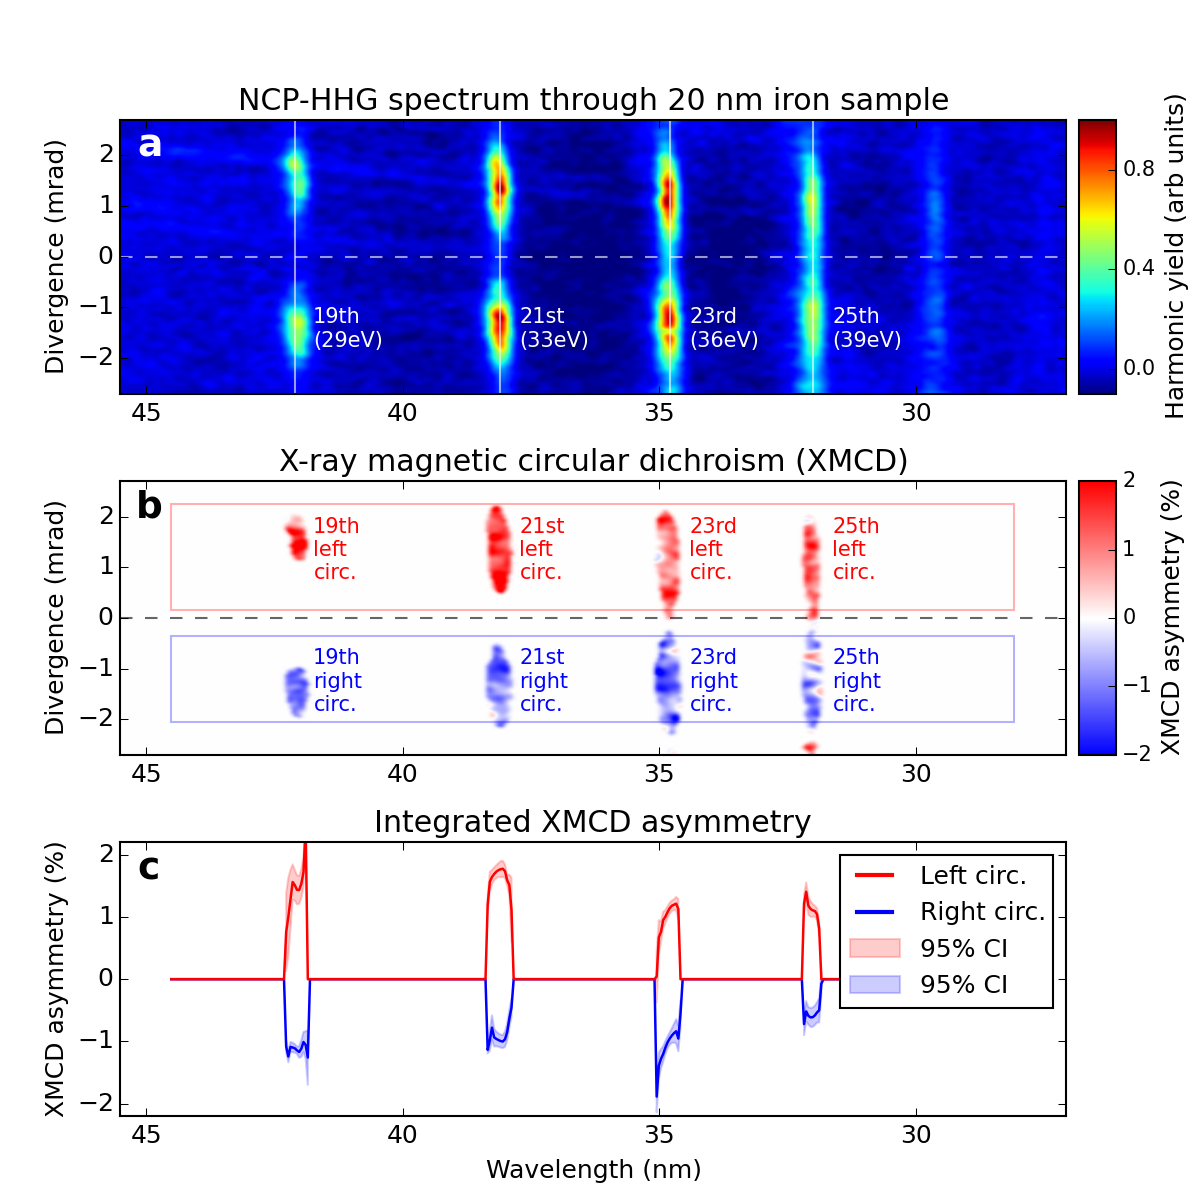 NCP-HHG spectrum through 20 nm iron sample
a
Divergence (mrad)
2
1
0
−1
−2
19th
(29eV)
21st
(33eV)
23rd
(36eV)
25th
(39eV)
45
40
35
30
0.8
0.4
0.0
Harmonic yield (arb units)
X-ray magnetic circular dichroism (XMCD)
b
Divergence (mrad)
2
1
0
−1
−2
19th
left
circ.
21st
left
circ.
23rd
left
circ.
25th
left
circ.
19th
right
circ.
21st
right
circ.
23rd
right
circ.
25th
right
circ.
45
40
35
30
2
1
0
−1
−2
XMCD asymmetry (%)
Integrated XMCD asymmetry
c
XMCD asymmetry (%)
2
1
0
−1
−2
Left circ.
Right circ.
95% CI
95% CI
45
40
35
30
Wavelength (nm)